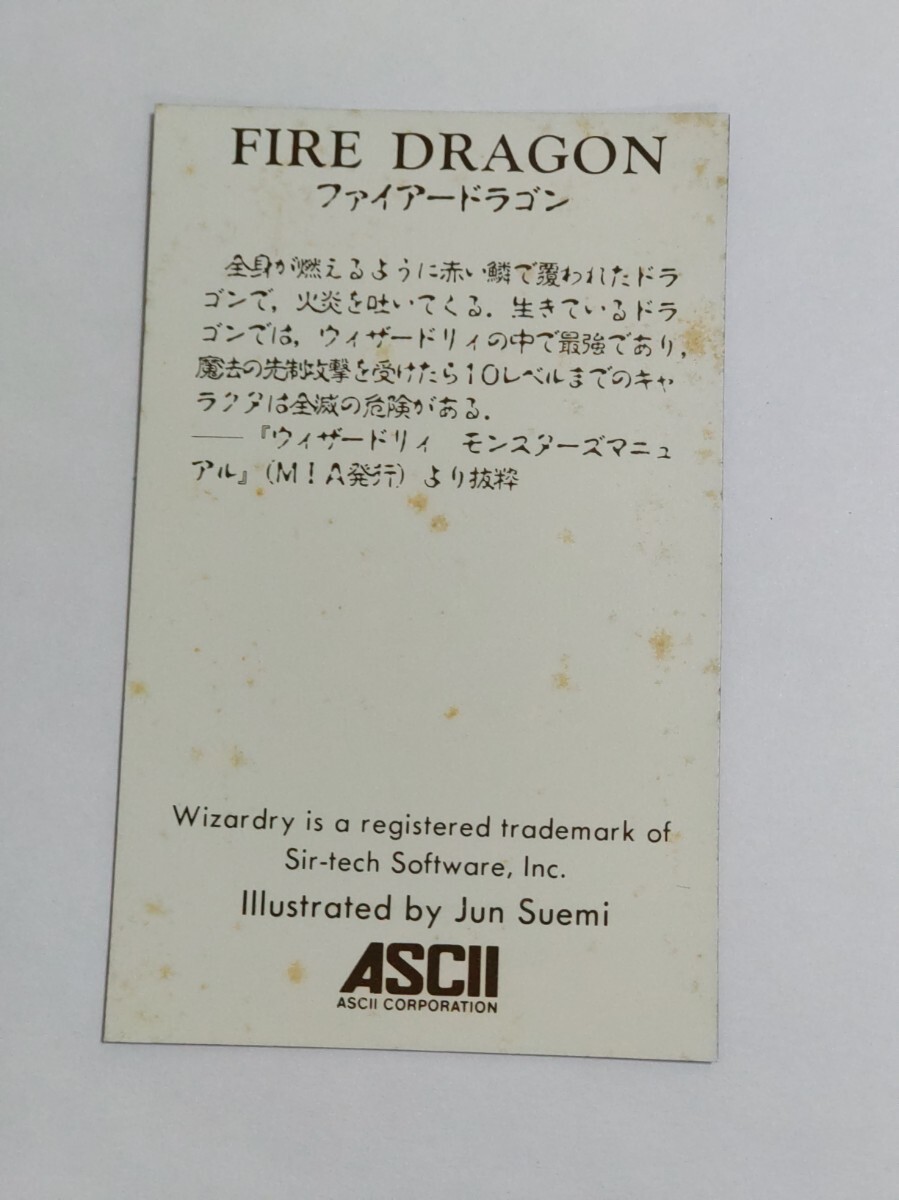 FIRE DRAGON
ファイアードラゴン
全身が燃えるように赤い鱗で覆われたドラ
ゴンで，火炎を吐いてくる．生きているドラ
ゴンでは，ウィザードリィの中で最強であり，
魔法の先制攻撃を受けたら10レベルまでのキャ
ラクタは全滅の危険がある．
――『ウィザードリィ　モンスターズマニュ
アル』(M！A発行) より抜粋
Wizardry is a registered trademark of
Sir-tech Software, Inc.
Illustrated by Jun Suemi
ASCII
ASCII CORPORATION